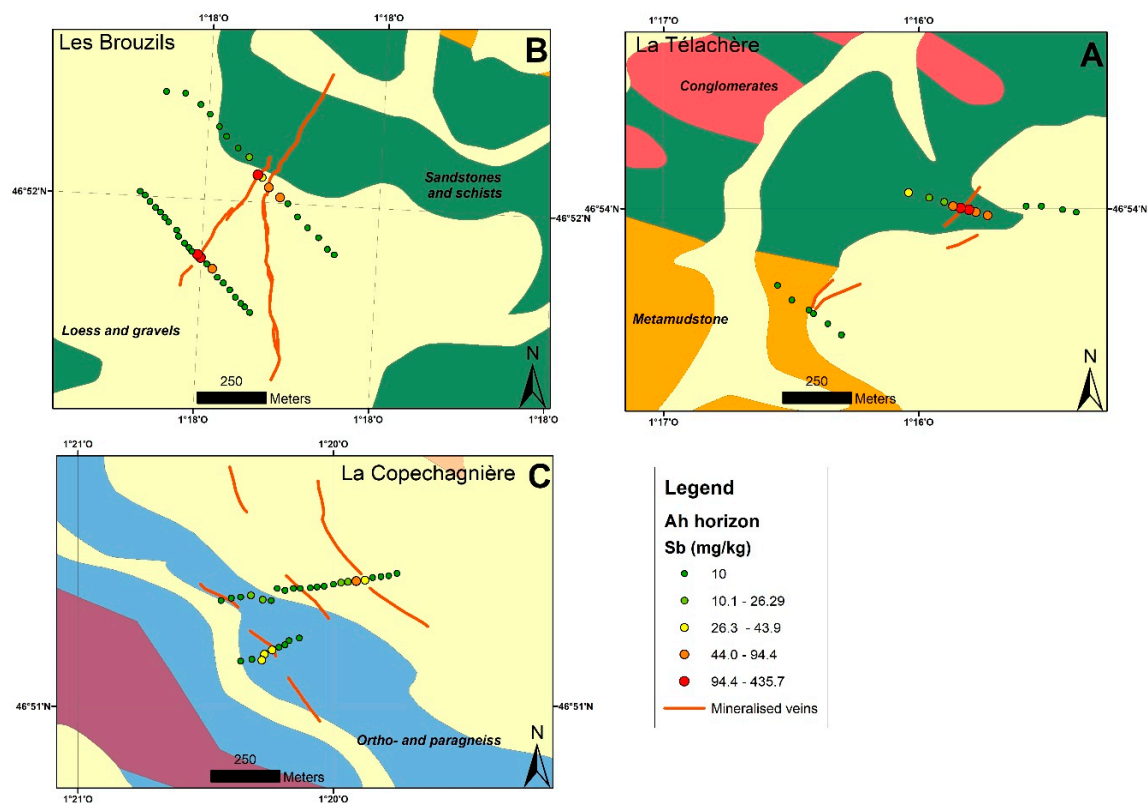 1°18'O 1°18'O
Les Brouzils
B
46°52'N
46°52'N
Sandstones
and schists
Loess and gravels
N
250
Meters
1°18'O 1°18'O 1°18'O
1°17'O 1°16'O
La Télachère
A
Conglomerates
46°54'N
46°54'N
Metamudstone
N
250
Meters
1°17'O 1°16'O
1°21'O 1°20'O
La Copechagnière
C
46°51'N
46°51'N
Ortho- and paragneiss
N
250
Meters
1°21'O 1°20'O
Legend
Ah horizon
Sb (mg/kg)
10
10.1 - 26.29
26.3 - 43.9
44.0 - 94.4
94.4 - 435.7
Mineralised veins